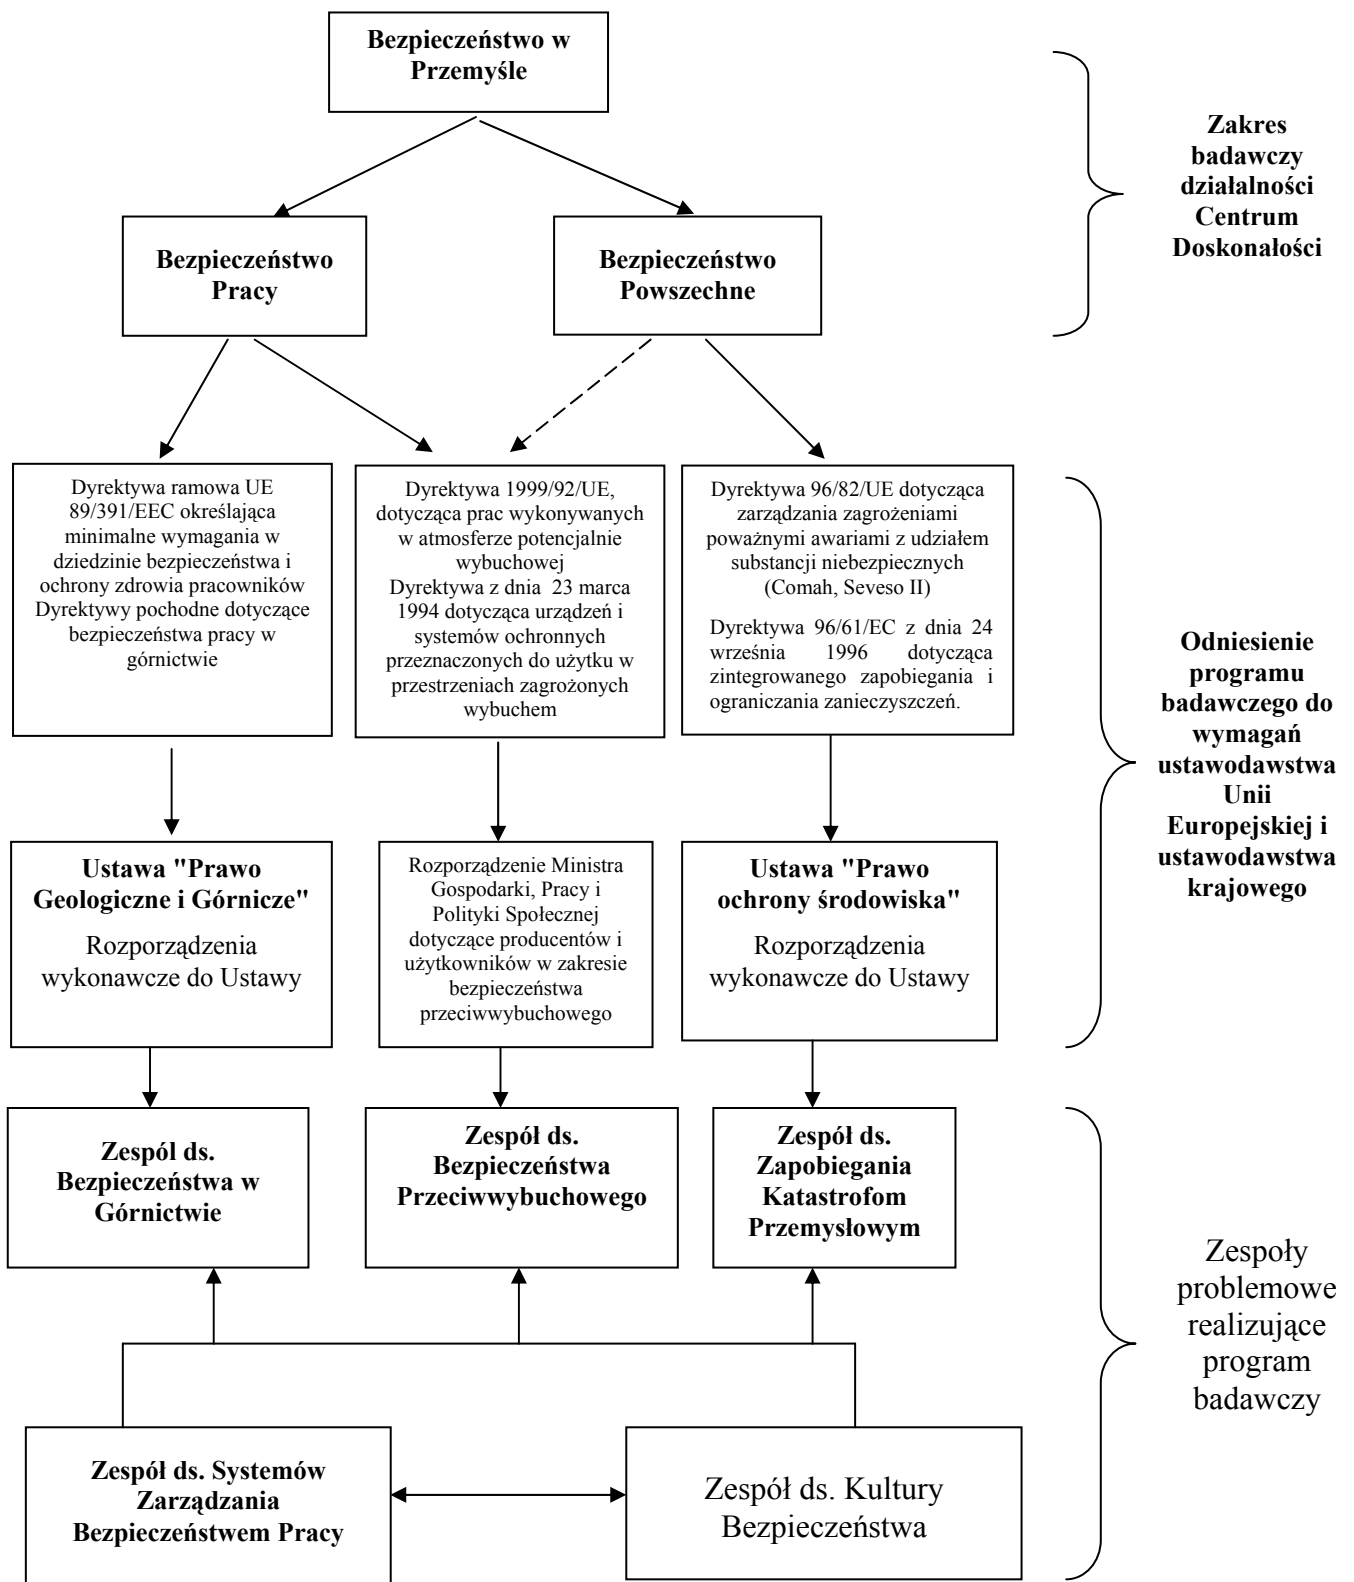 Bezpieczeństwo w
Przemyśle
Zakres
badawczy
działalności
Centrum
Doskonałości
Bezpieczeństwo
Pracy
Bezpieczeństwo
Powszechne
Dyrektywa ramowa UE
89/391/EEC określająca
minimalne wymagania w
dziedzinie bezpieczeństwa i
ochrony zdrowia pracowników
Dyrektywy pochodne dotyczące
bezpieczeństwa pracy w
górnictwie
Dyrektywa 1999/92/UE,
dotycząca prac wykonywanych
w atmosferze potencjalnie
wybuchowej
Dyrektywa z dnia 23 marca
1994 dotycząca urządzeń i
systemów ochronnych
przeznaczonych do użytku w
przestrzeniach zagrożonych
wybuchem
Dyrektywa 96/82/UE dotycząca
zarządzania zagrożeniami
poważnymi awariami z udziałem
substancji niebezpiecznych
(Comah, Seveso II)
Dyrektywa 96/61/EC z dnia 24
września 1996 dotycząca
zintegrowanego zapobiegania i
ograniczania zanieczyszczeń.
Odniesienie
programu
badawczego do
wymagań
ustawodawstwa
Unii
Europejskiej i
ustawodawstwa
krajowego
Ustawa "Prawo
Geologiczne i Górnicze"
Rozporządzenia
wykonawcze do Ustawy
Rozporządzenie Ministra
Gospodarki, Pracy i
Polityki Społecznej
dotyczące producentów i
użytkowników w zakresie
bezpieczeństwa
przeciwwybuchowego
Ustawa "Prawo
ochrony środowiska"
Rozporządzenia
wykonawcze do Ustawy
Zespól ds.
Bezpieczeństwa w
Górnictwie
Zespół ds.
Bezpieczeństwa
Przeciwwybuchowego
Zespół ds.
Zapobiegania
Katastrofom
Przemysłowym
Zespoły
problemowe
realizujące
program
badawczy
Zespół ds. Systemów
Zarządzania
Bezpieczeństwem Pracy
Zespół ds. Kultury
Bezpieczeństwa